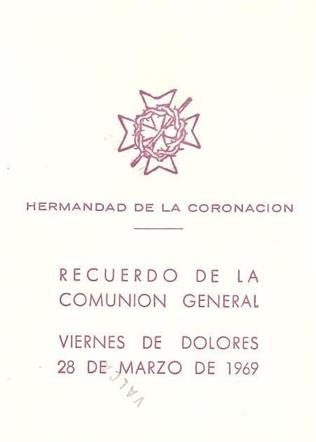 HERMANDAD DE LA CORONACION
RECUERDO DE LA
COMUNION GENERAL
VIERNES DE DOLORES
28 DE MARZO DE 1969